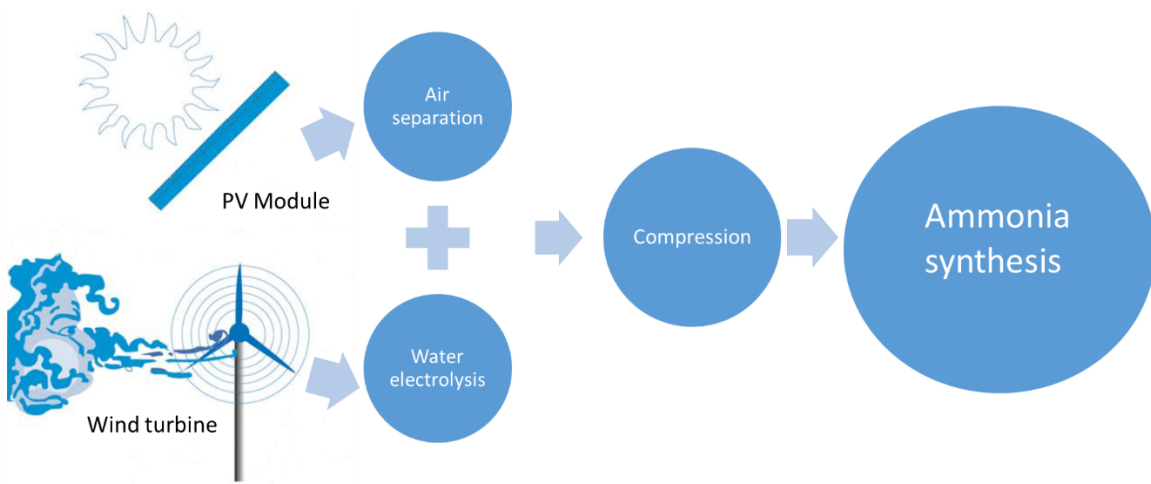 Air
separation
PV Module
Compression
Ammonia
synthesis
Water
electrolysis
Wind turbine